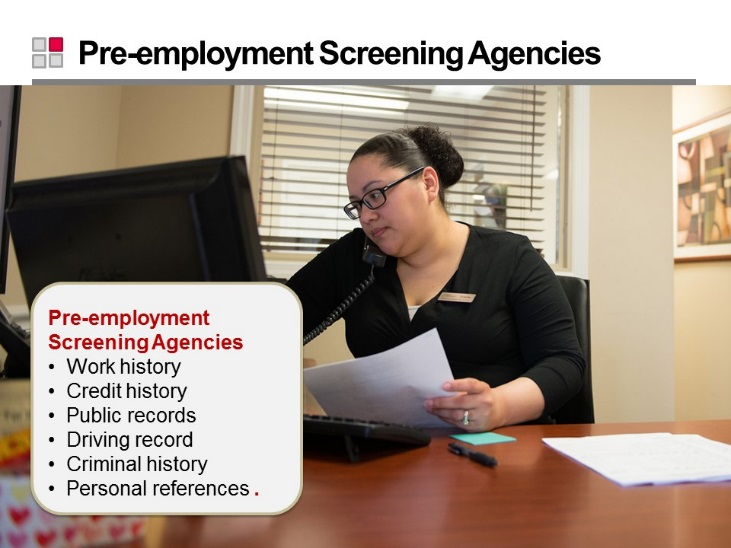 Pre-employment Screening Agencies
Pre-employment
Screening Agencies
• Work history
• Credit history
• Public records
• Driving record
• Criminal history
• Personal references .